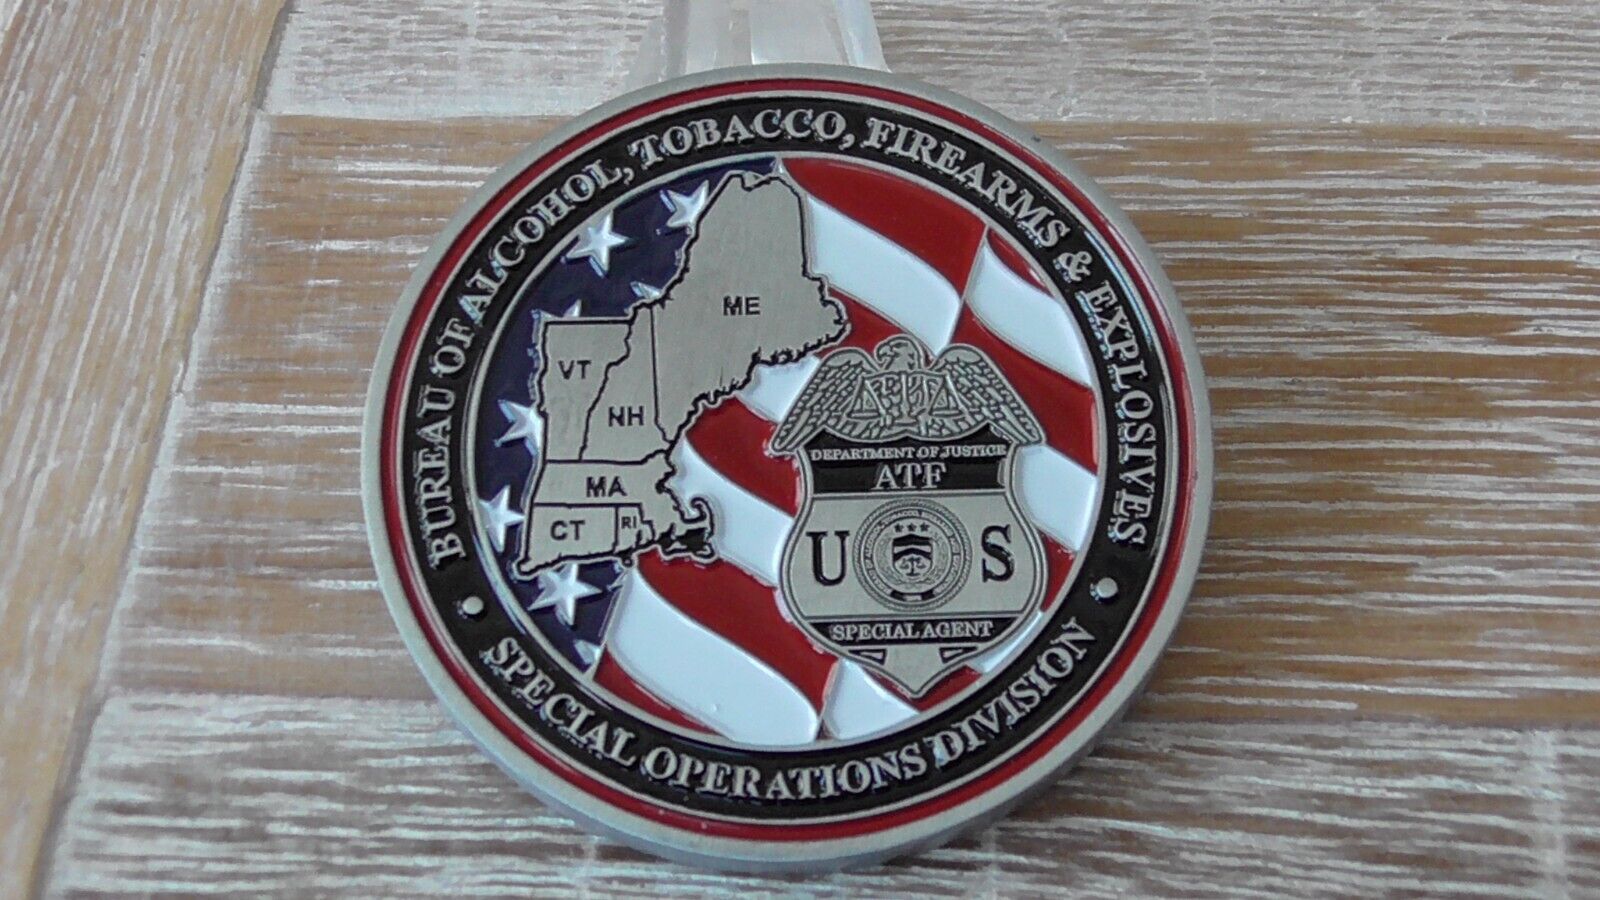 BUREAU OF ALCOHOL, TOBACCO, FIREARMS & EXPLOSIVES
ME
VT
NH
MA
CT
RI
DEPARTMENT OF JUSTICE
ATF
U S
SPECIAL AGENT
SPECIAL OPERATIONS DIVISION